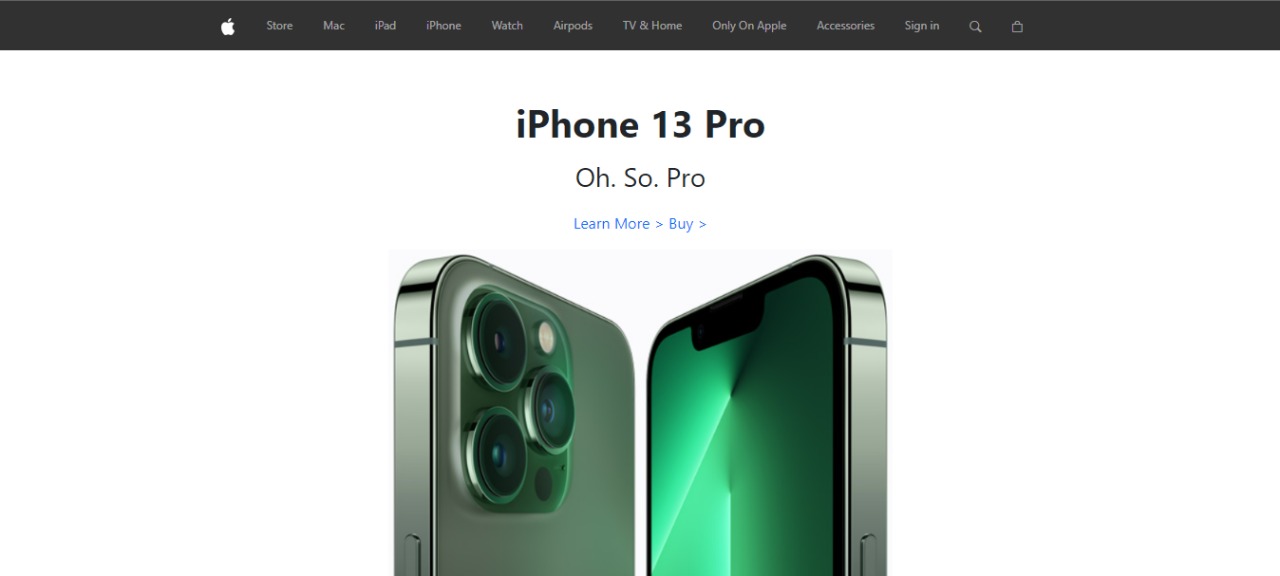 Store Mac iPad iPhone Watch Airpods TV & Home Only On Apple Accessories Sign in
iPhone 13 Pro
Oh. So. Pro
Learn More > Buy >